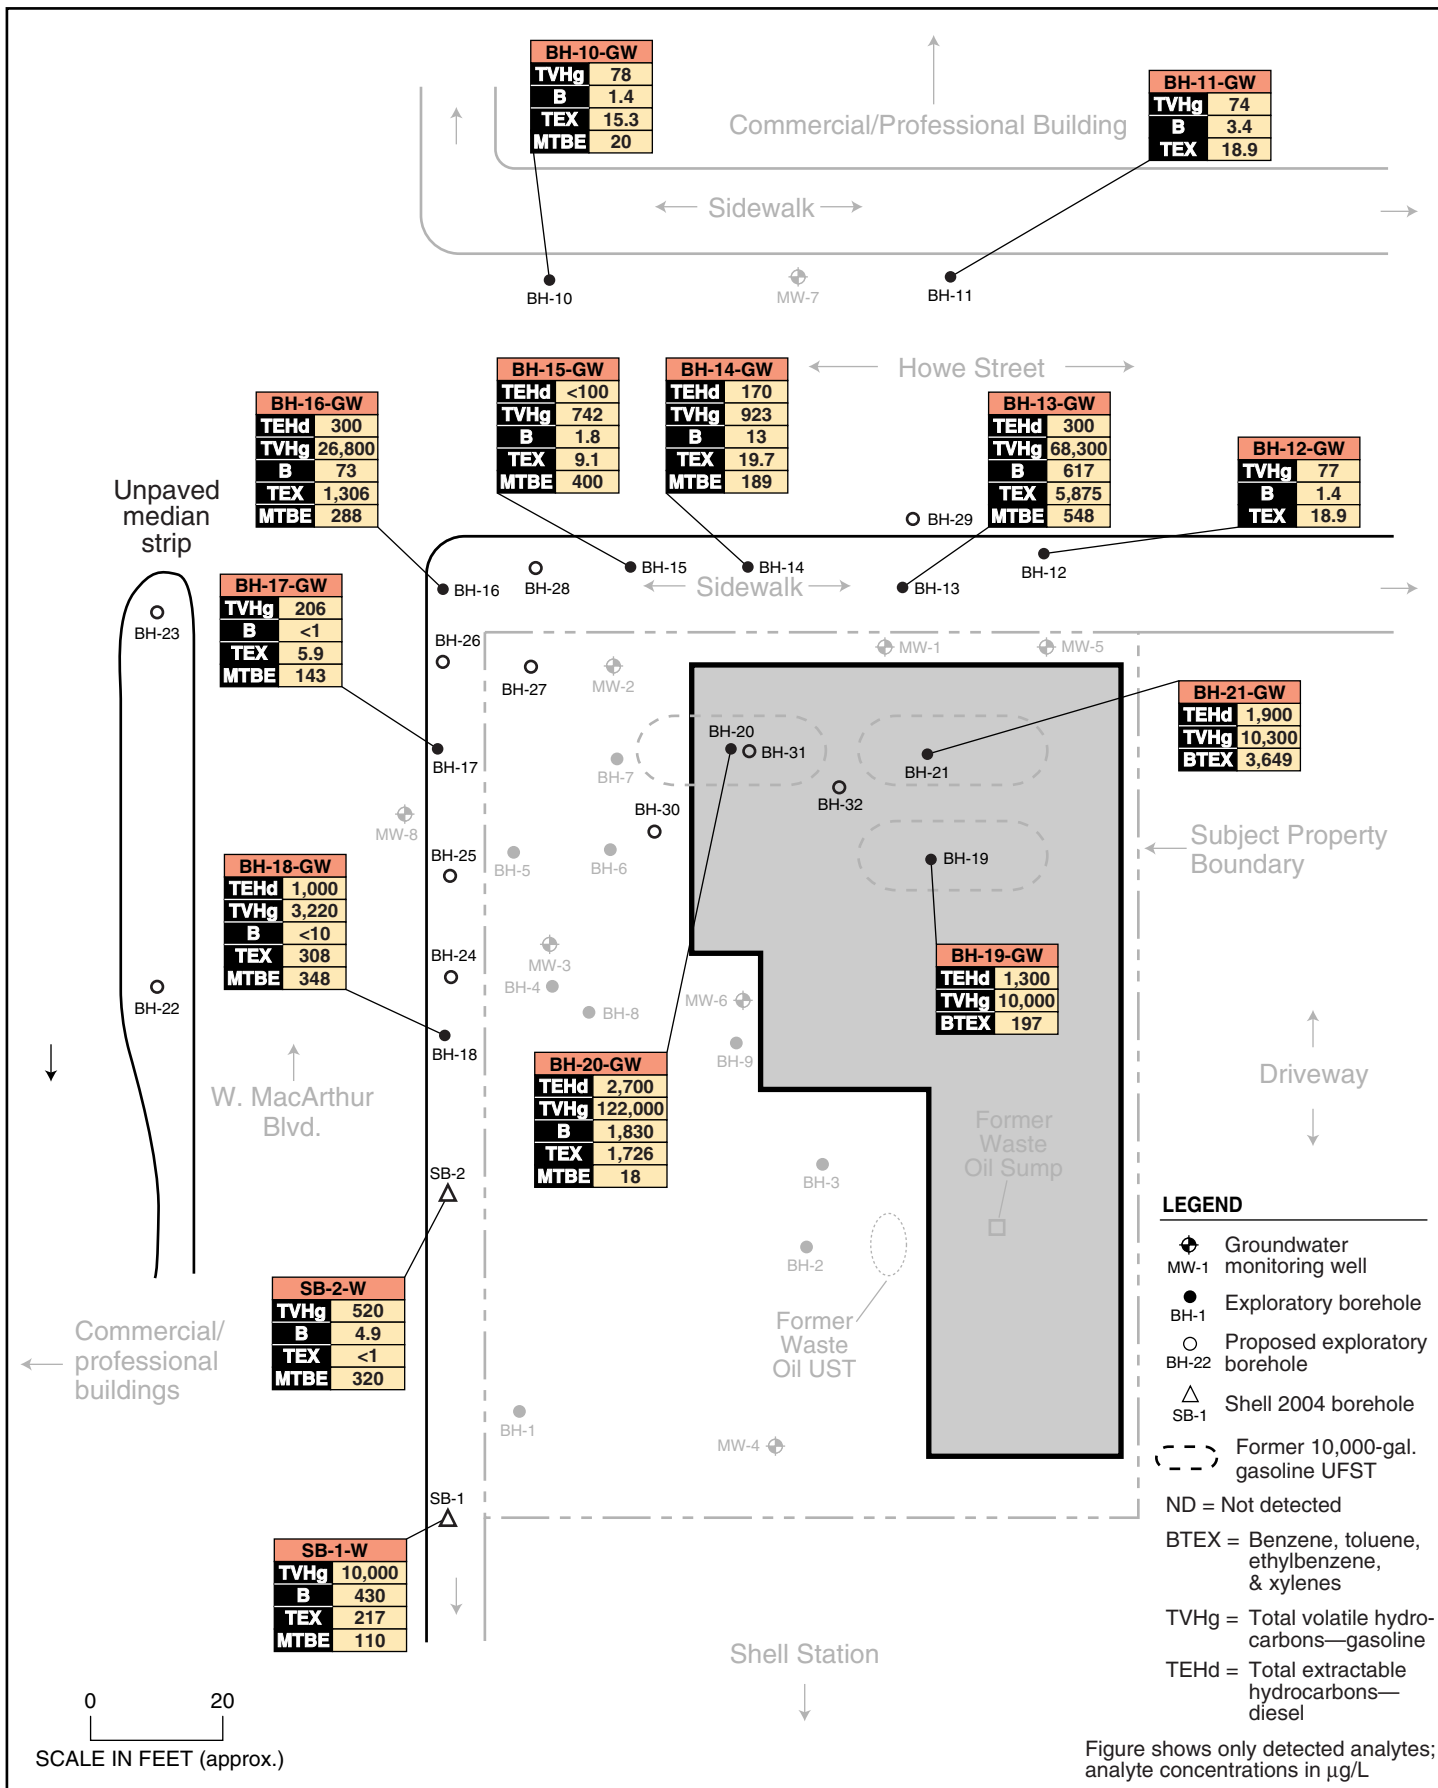 BH-10-GW
TVHg 78
B 1.4
TEX 15.3
MTBE 20
BH-11-GW
TVHg 74
B 3.4
TEX 18.9
Commercial/Professional Building
Sidewalk
BH-10
MW-7
BH-11
Howe Street
BH-15-GW
TEHd <100
TVHg 742
B 1.8
TEX 9.1
MTBE 400
BH-14-GW
TEHd 170
TVHg 923
B 13
TEX 19.7
MTBE 189
BH-16-GW
TEHd 300
TVHg 26,800
B 73
TEX 1,306
MTBE 288
BH-13-GW
TEHd 300
TVHg 68,300
B 617
TEX 5,875
MTBE 548
BH-12-GW
TVHg 77
B 1.4
TEX 18.9
Unpaved
median
strip
BH-29
BH-12
BH-16
BH-28
BH-15
BH-14
Sidewalk
BH-13
BH-17-GW
TVHg 206
B <1
TEX 5.9
MTBE 143
BH-23
BH-26
BH-27
MW-2
MW-1
MW-5
BH-21-GW
TEHd 1,900
TVHg 10,300
BTEX 3,649
BH-17
BH-7
BH-20
BH-31
BH-21
BH-32
BH-30
MW-8
BH-25
BH-5
BH-6
BH-19
Subject Property
Boundary
BH-18-GW
TEHd 1,000
TVHg 3,220
B <10
TEX 308
MTBE 348
BH-24
MW-3
BH-4
BH-8
MW-6
BH-9
BH-19-GW
TEHd 1,300
TVHg 10,000
BTEX 197
BH-22
BH-18
W. MacArthur
Blvd.
BH-20-GW
TEHd 2,700
TVHg 122,000
B 1,830
TEX 1,726
MTBE 18
Driveway
Former
Waste
Oil Sump
SB-2
BH-3
BH-2
Former
Waste
Oil UST
SB-2-W
TVHg 520
B 4.9
TEX <1
MTBE 320
Commercial/
professional
buildings
BH-1
MW-4
SB-1
SB-1-W
TVHg 10,000
B 430
TEX 217
MTBE 110
Shell Station
0 20
SCALE IN FEET (approx.)
LEGEND
MW-1 Groundwater
monitoring well
BH-1 Exploratory borehole
BH-22 Proposed exploratory
borehole
SB-1 Shell 2004 borehole
Former 10,000-gal.
gasoline UFST
ND = Not detected
BTEX = Benzene, toluene,
ethylbenzene,
& xylenes
TVHg = Total volatile hydro-
carbons—gasoline
TEHd = Total extractable
hydrocarbons—
diesel
Figure shows only detected analytes;
analyte concentrations in µg/L